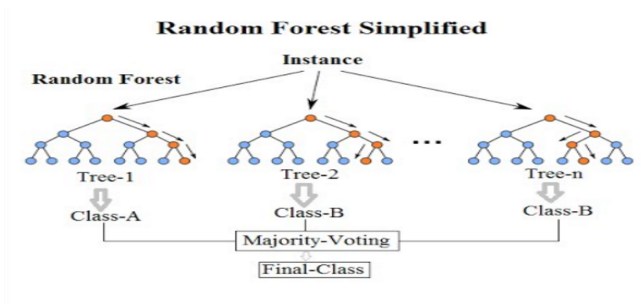 Random Forest Simplified
Instance
Random Forest
...
Tree-1 Tree-2 Tree-n
Class-A Class-B Class-B
Majority-Voting
Final-Class